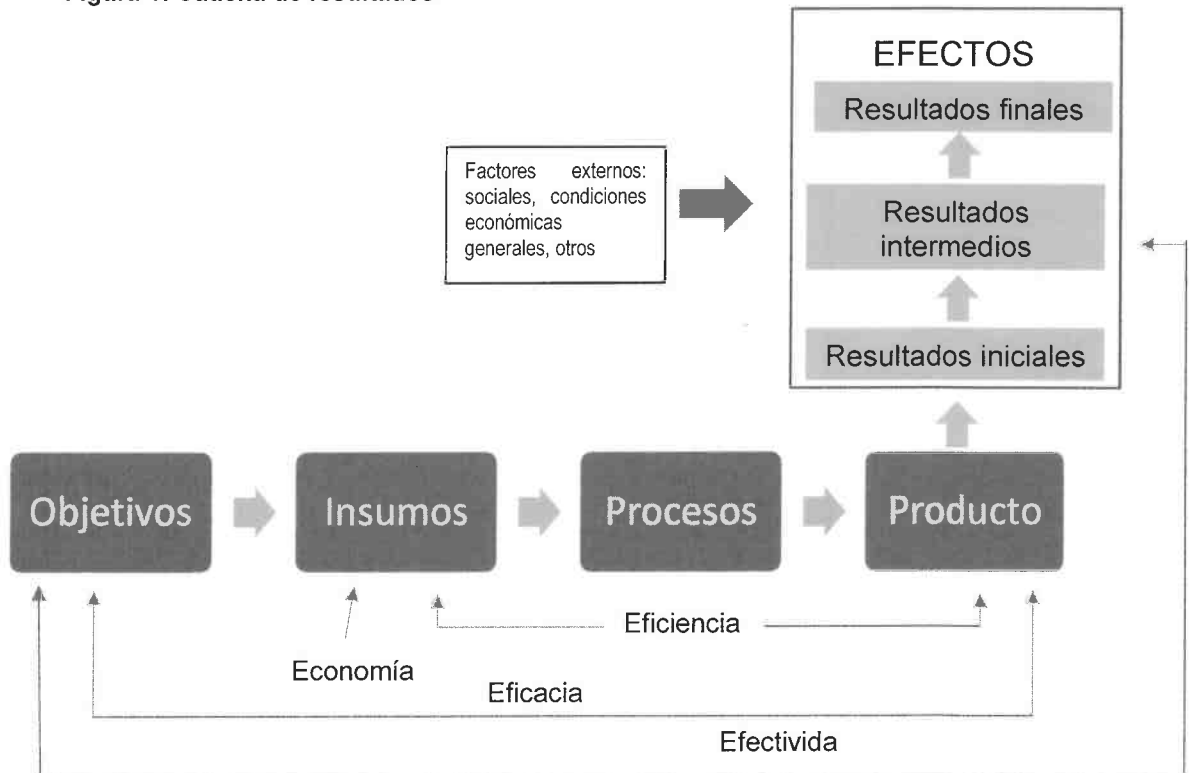 EFECTOS
Resultados finales
Factores externos:
sociales, condiciones
económicas
generales, otros
Resultados
intermedios
Resultados iniciales
Objetivos
Insumos
Procesos
Producto
Eficiencia
Economía
Eficacia
Efectivida